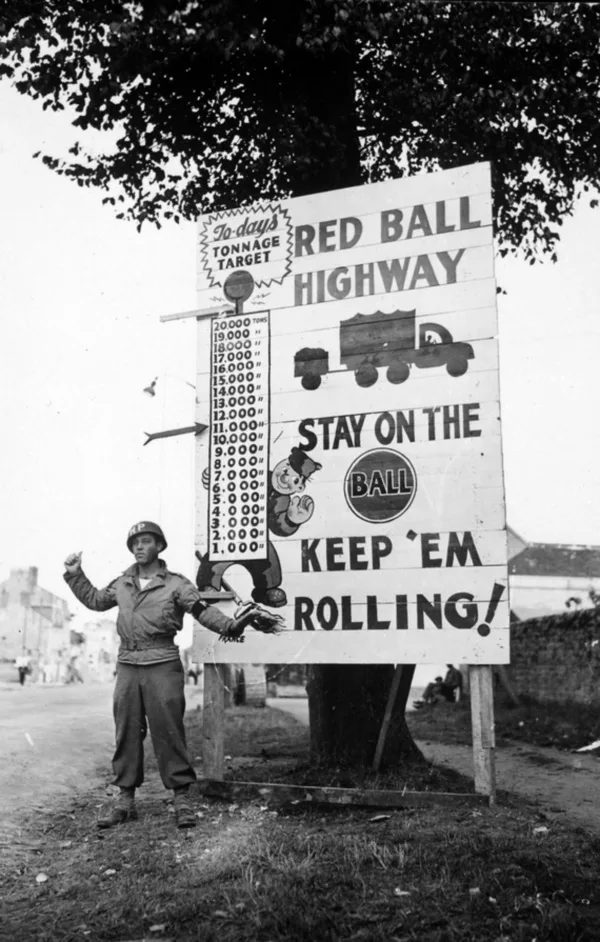 To-day's
TONNAGE
TARGET
RED BALL
HIGHWAY
20,000 TONS
19,000 "
18,000 "
17,000 "
16,000 "
15,000 "
14,000 "
13,000 "
12,000 "
11,000 "
10,000 "
9,000 "
8,000 "
7,000 "
6,000 "
5,000 "
4,000 "
3,000 "
2,000 "
1,000 "
STAY ON THE
BALL
KEEP 'EM
ROLLING!
MP